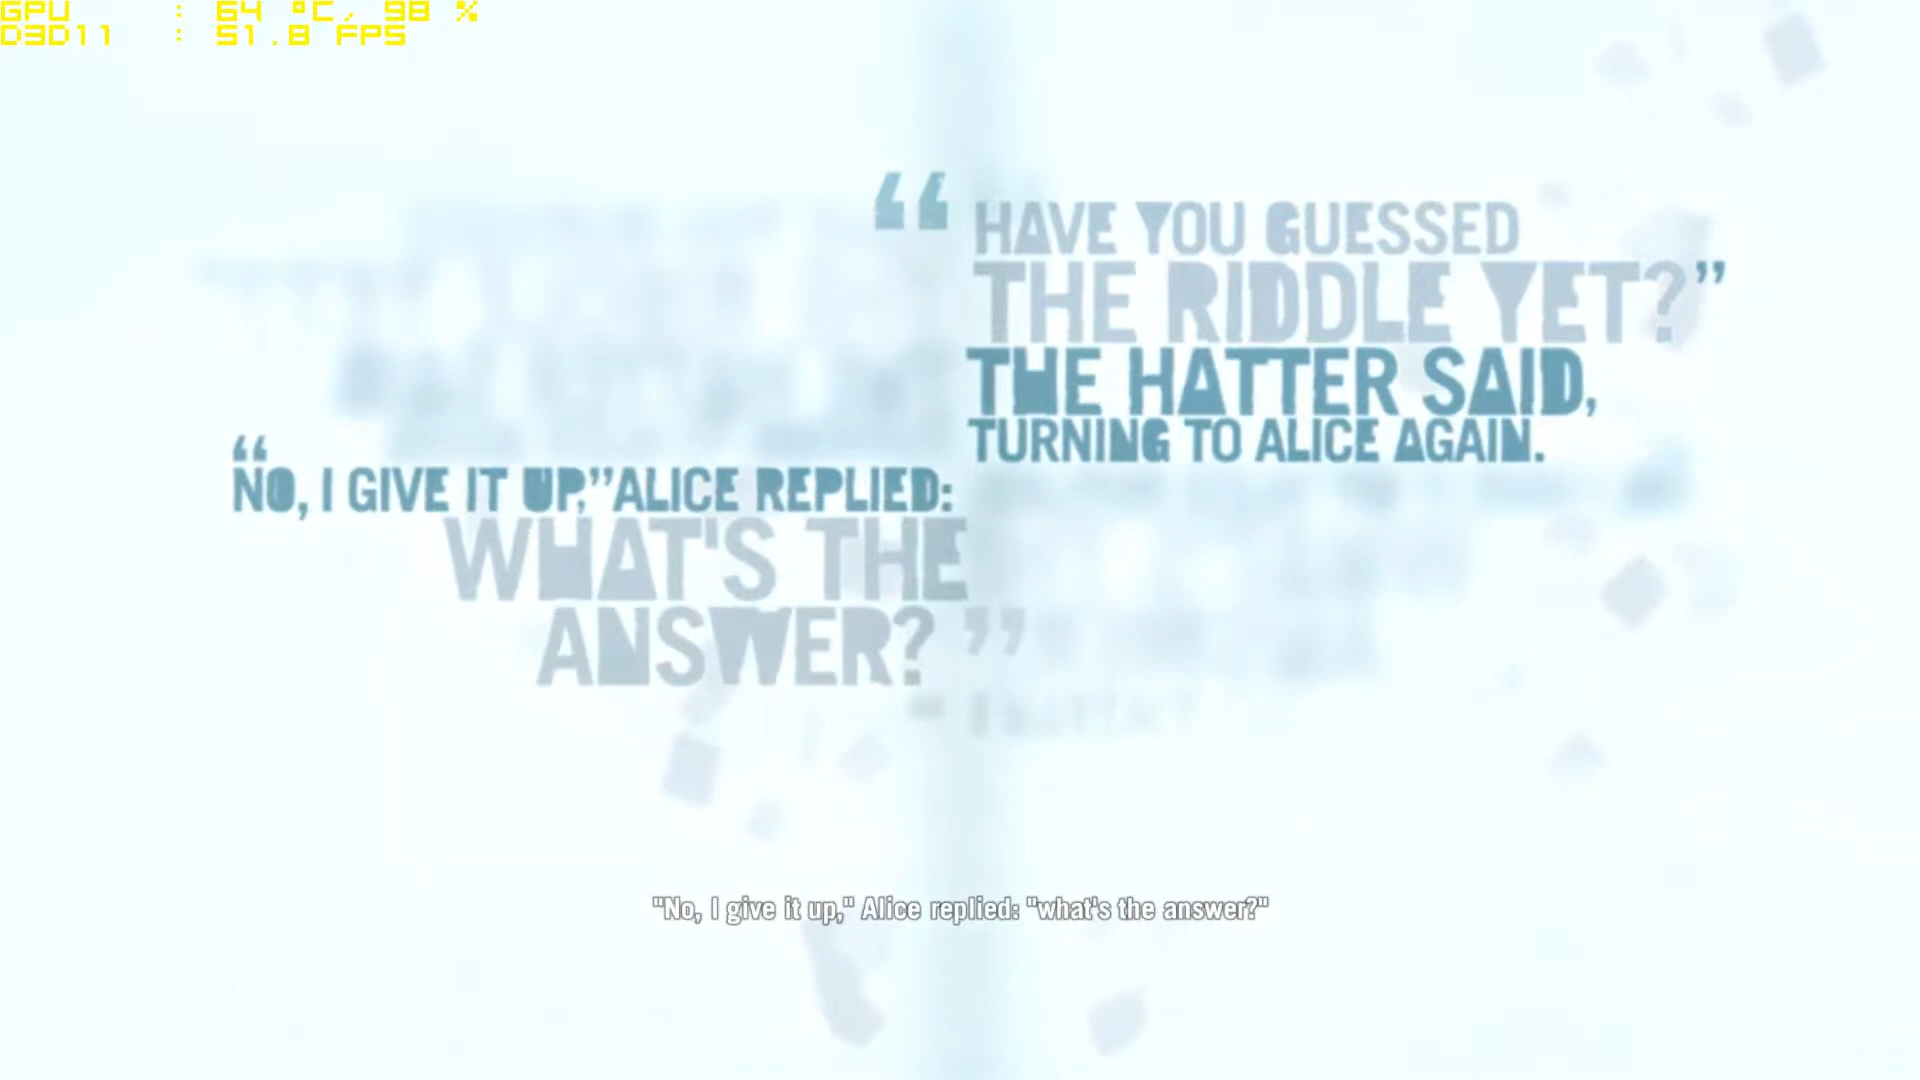 GPU : 64 °C, 98 %
D3D11 : 51.8 FPS
“ HAVE YOU GUESSED
THE RIDDLE YET?”
THE HATTER SAID,
TURNING TO ALICE AGAIN.
“NO, I GIVE IT UP,”ALICE REPLIED:
WHAT'S THE
ANSWER? ”
"No, I give it up," Alice replied: "what's the answer?"